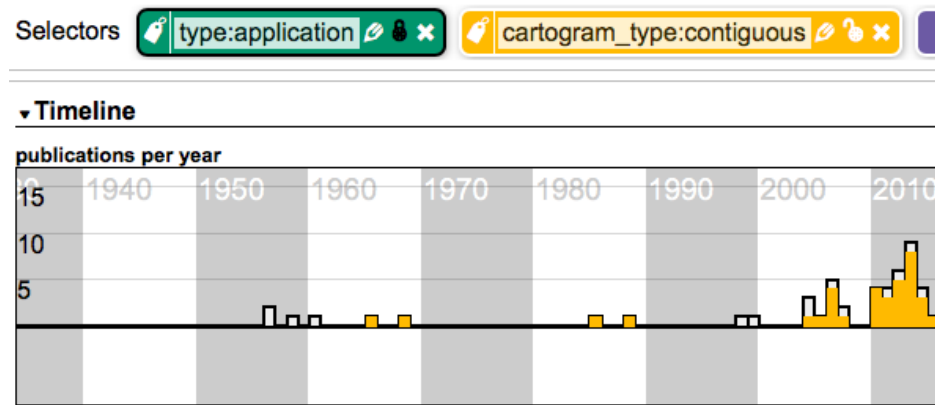 Selectors type:application cartogram_type:contiguous
Timeline
publications per year
1940 1950 1960 1970 1980 1990 2000 2010
15
10
5